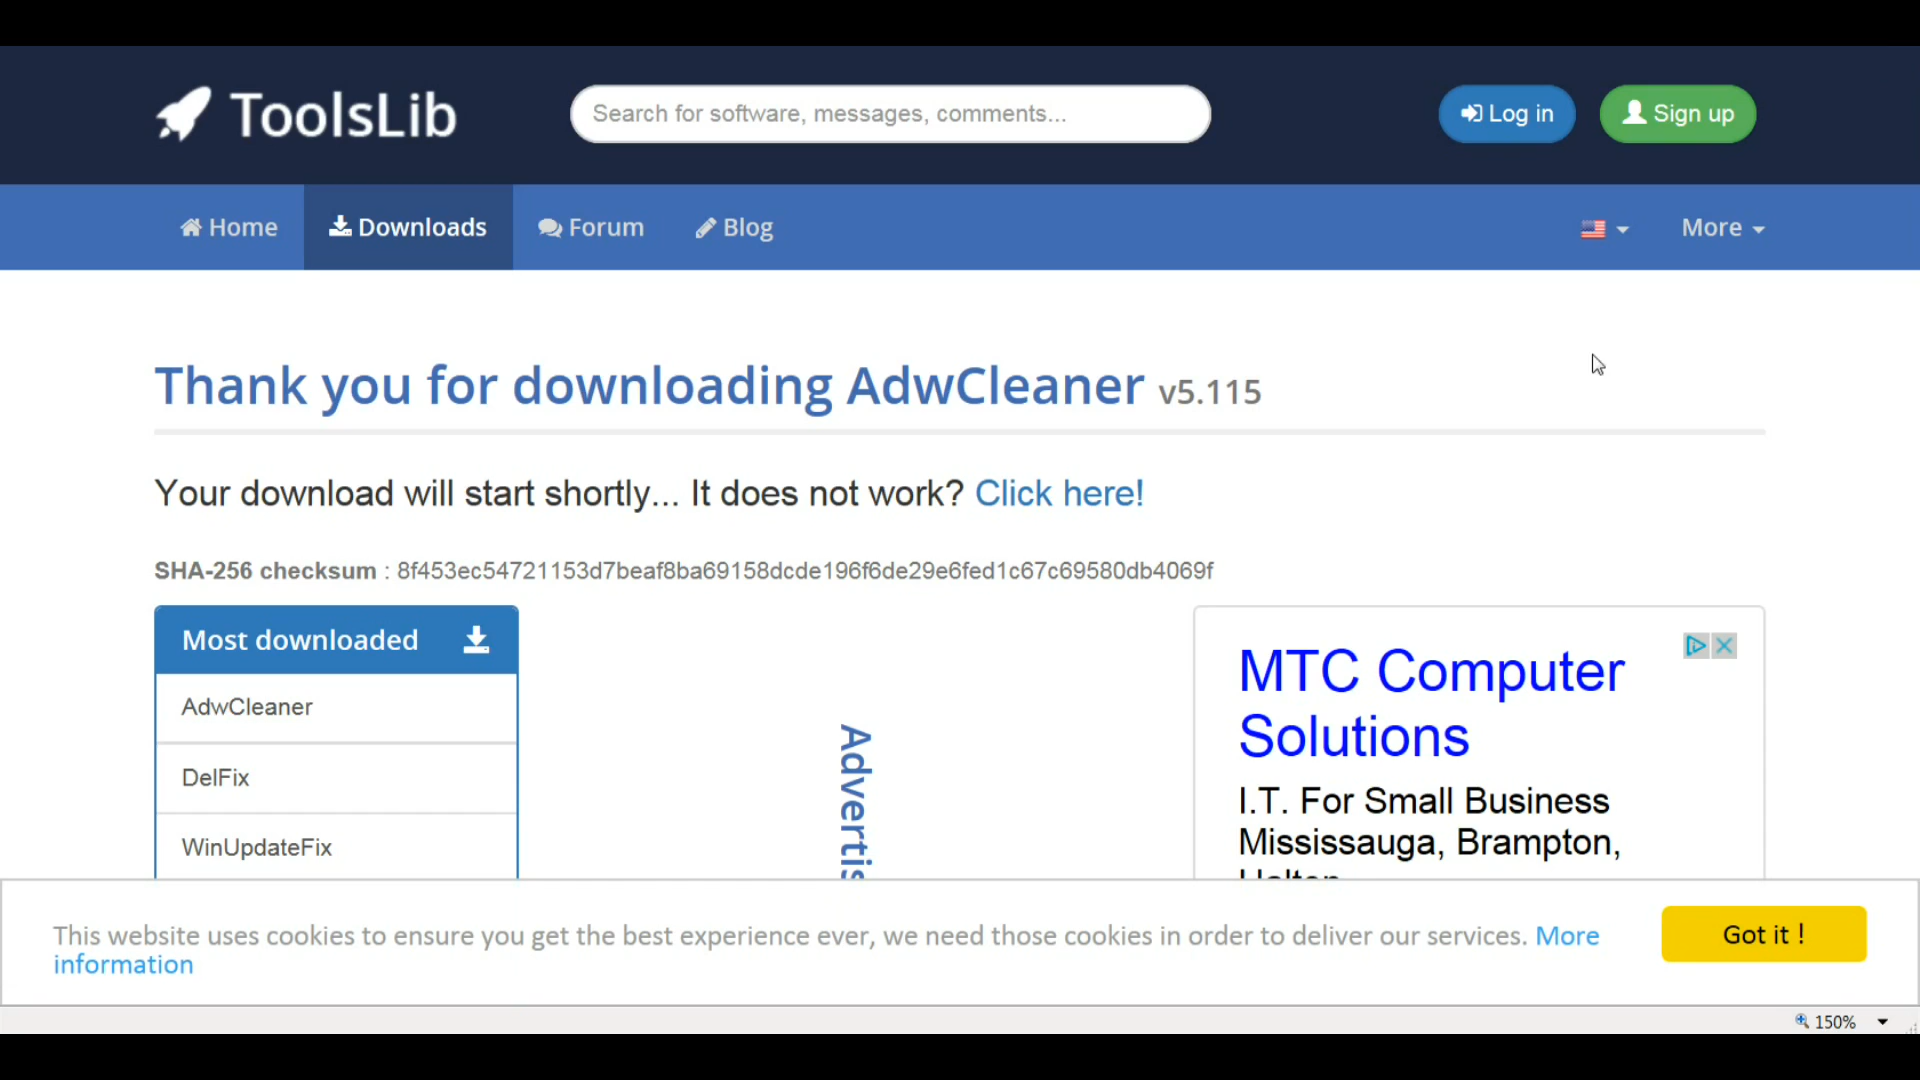 ToolsLib
Search for software, messages, comments...
Log in
Sign up
Home
Downloads
Forum
Blog
More
Thank you for downloading AdwCleaner v5.115
Your download will start shortly... It does not work? Click here!
SHA-256 checksum : 8f453ec54721153d7beaf8ba69158dcde196f6de29e6fed1c67c69580db4069f
Most downloaded
AdwCleaner
DelFix
WinUpdateFix
Advertis
MTC Computer
Solutions
I.T. For Small Business
Mississauga, Brampton,
This website uses cookies to ensure you get the best experience ever, we need those cookies in order to deliver our services. More
information
Got it !
150%